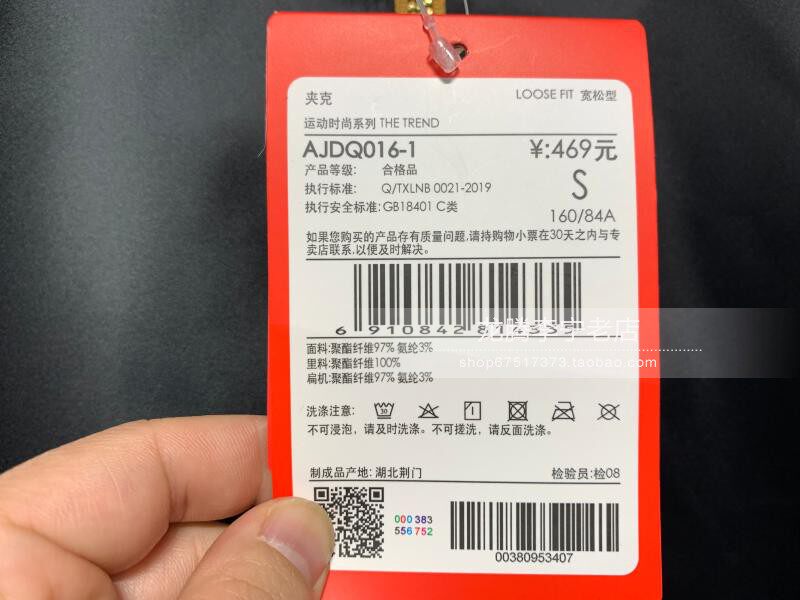 夹克
LOOSE FIT 宽松型
运动时尚系列 THE TREND
AJDQ016-1
¥:469元
产品等级: 合格品
执行标准: Q/TXLNB 0021-2019
执行安全标准:GB18401 C类
S
160/84A
如果您购买的产品存有质量问题,请持购物小票在30天之内与专
卖店联系,以便及时解决。
6 910842
老店
shop67517373.taobao.com
面料:聚酯纤维97% 氨纶3%
里料:聚酯纤维100%
扁机:聚酯纤维97% 氨纶3%
洗涤注意:
30
不可浸泡，请及时洗涤。不可搓洗，请反面洗涤。
制成品产地: 湖北荆门
检验员:检08
000 383
556 752
00380953407